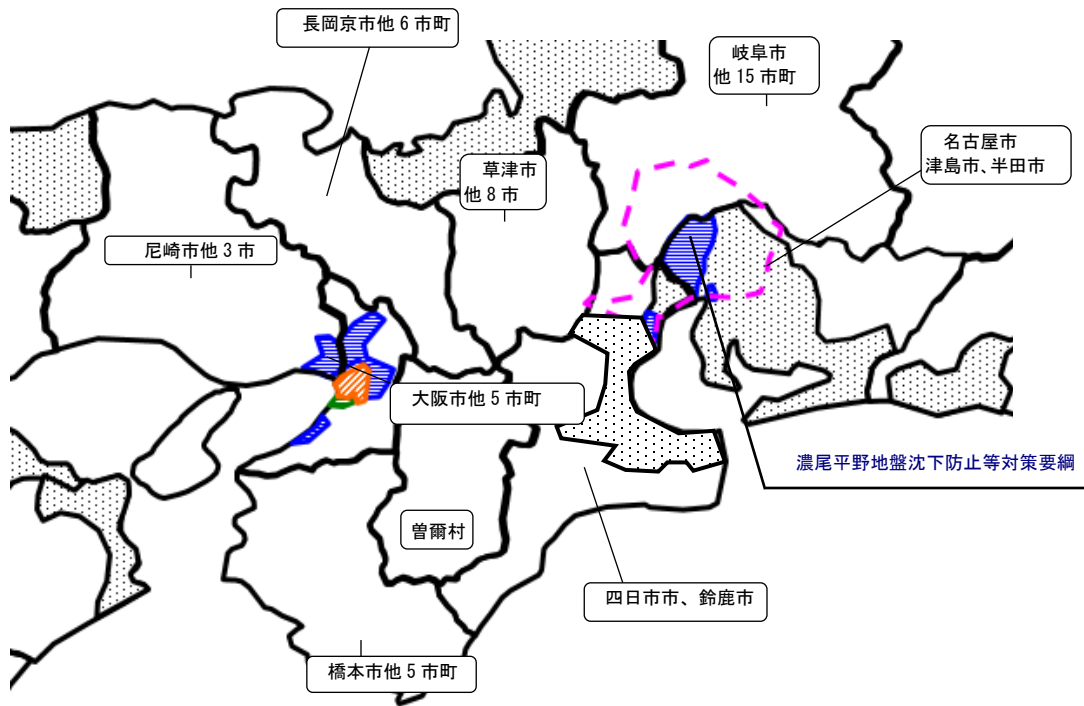 長岡京市他 6 市町
岐阜市
他 15 市町
名古屋市
津島市、半田市
草津市
他 8 市
尼崎市他 3 市
大阪市他 5 市町
濃尾平野地盤沈下防止等対策要綱
曽爾村
四日市市、鈴鹿市
橋本市他 5 市町